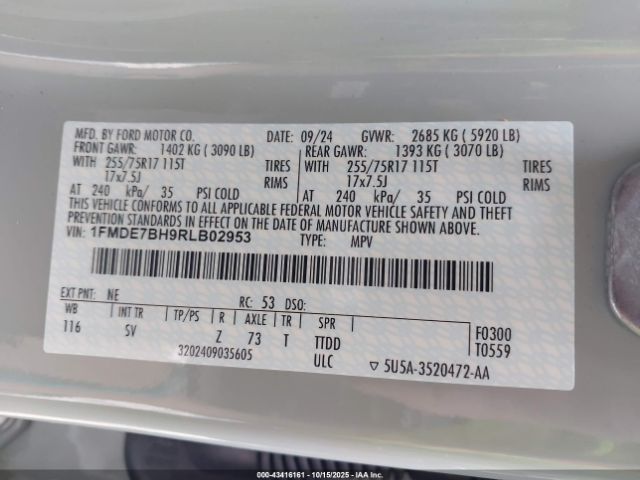 MFD. BY FORD MOTOR CO. DATE: 09/24 GVWR: 2685 KG ( 5920 LB)
FRONT GAWR: 1402 KG ( 3090 LB) REAR GAWR: 1393 KG ( 3070 LB)
WITH 255/75R17 115T TIRES WITH 255/75R17 115T TIRES
17x7.5J RIMS 17x7.5J RIMS
AT 240 kPa/ 35 PSI COLD AT 240 kPa/ 35 PSI COLD
THIS VEHICLE CONFORMS TO ALL APPLICABLE FEDERAL MOTOR VEHICLE SAFETY AND THEFT
PREVENTION STANDARDS IN EFFECT ON THE DATE OF MANUFACTURE SHOWN ABOVE.
VIN: 1FMDE7BH9RLB02953 TYPE: MPV
EXT PNT: NE RC: 53 DSO:
WB INT TR TP/PS R AXLE TR SPR F0300
116 SV Z 73 T TTDD T0559
3202409035605 ULC ▽ 5U5A-3520472-AA
000-43416161 - 10/15/2025 - IAAI.com